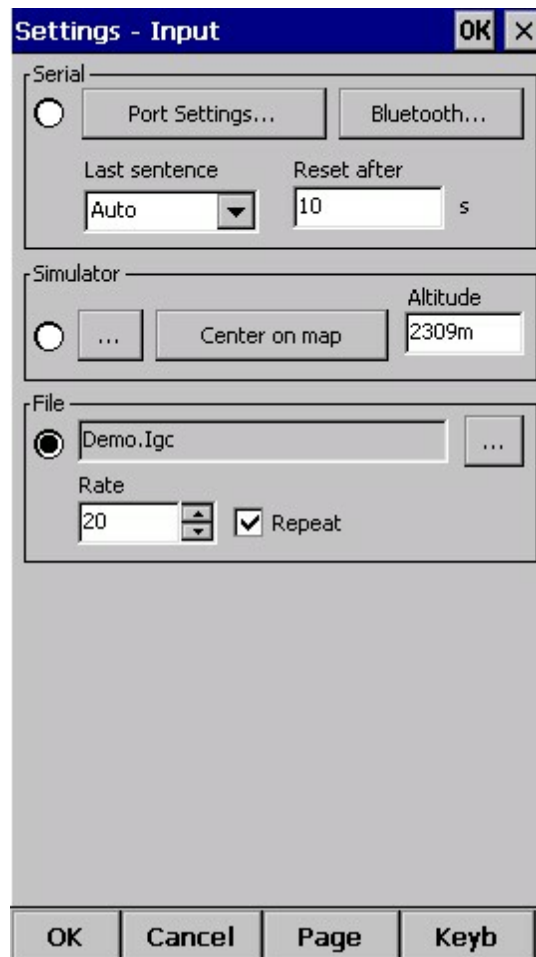 Settings - Input OK ×
Serial
Port Settings... Bluetooth...
Last sentence Reset after
Auto 10 s
Simulator
Altitude
... Center on map 2309m
File
Demo.Igc ...
Rate
20 Repeat
OK Cancel Page Keyb